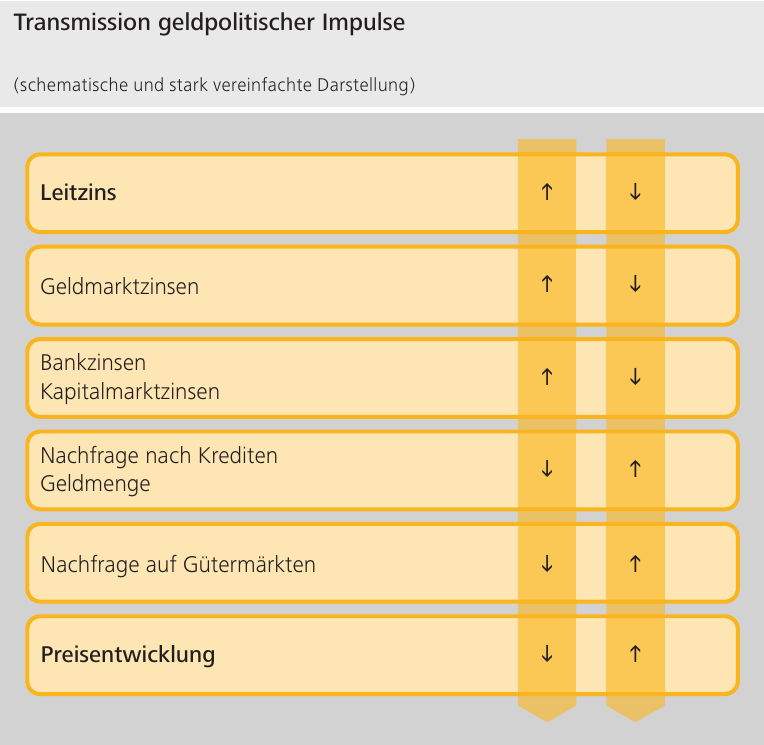 Transmission geldpolitischer Impulse
(schematische und stark vereinfachte Darstellung)
Leitzins ↑ ↓
Geldmarktzinsen ↑ ↓
Bankzinsen
Kapitalmarktzinsen ↑ ↓
Nachfrage nach Krediten
Geldmenge ↓ ↑
Nachfrage auf Gütermärkten ↓ ↑
Preisentwicklung ↓ ↑